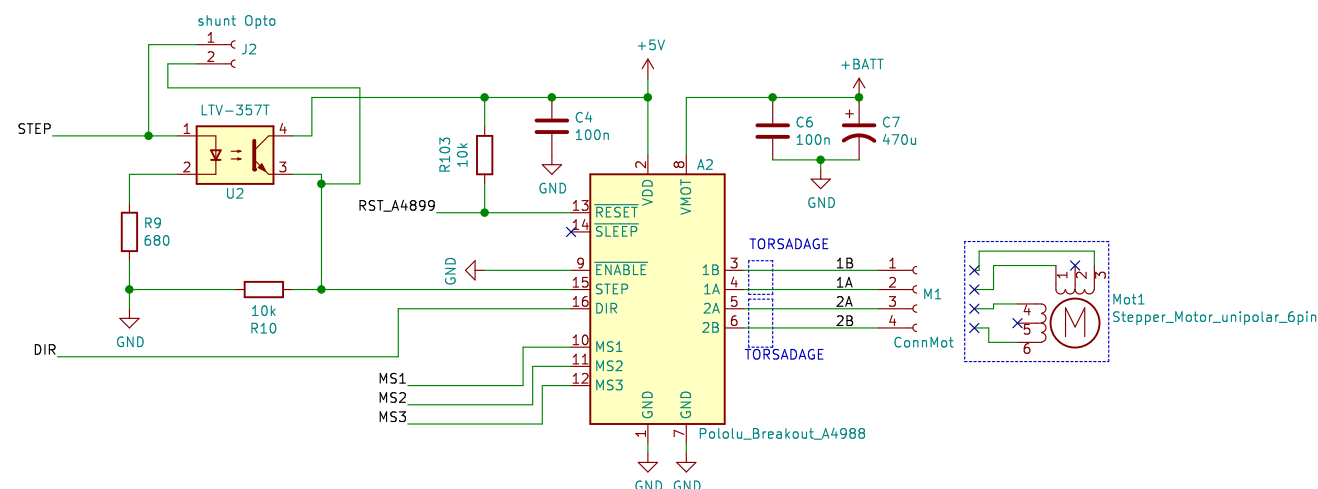 shunt Opto
1
2
J2
+5V
+BATT
LTV-357T
STEP
1
4
2
3
U2
R103
10k
C4
100n
GND
C6
100n
+
C7
470u
GND
2
8
A2
VDD
VMOT
RST_A4899
13
RESET
14
SLEEP
R9
680
GND
9
ENABLE
15
STEP
16
DIR
10k
R10
GND
DIR
10
MS1
11
MS2
12
MS3
MS1
MS2
MS3
TORSADAGE
1B
3
1B
1
1A
4
1A
2
M1
2A
5
2A
3
2B
6
2B
4
ConnMot
TORSADAGE
1
2
3
4
5
6
M
Mot1
Stepper_Motor_unipolar_6pin
GND
GND
1
7
Pololu_Breakout_A4988
GND
GND